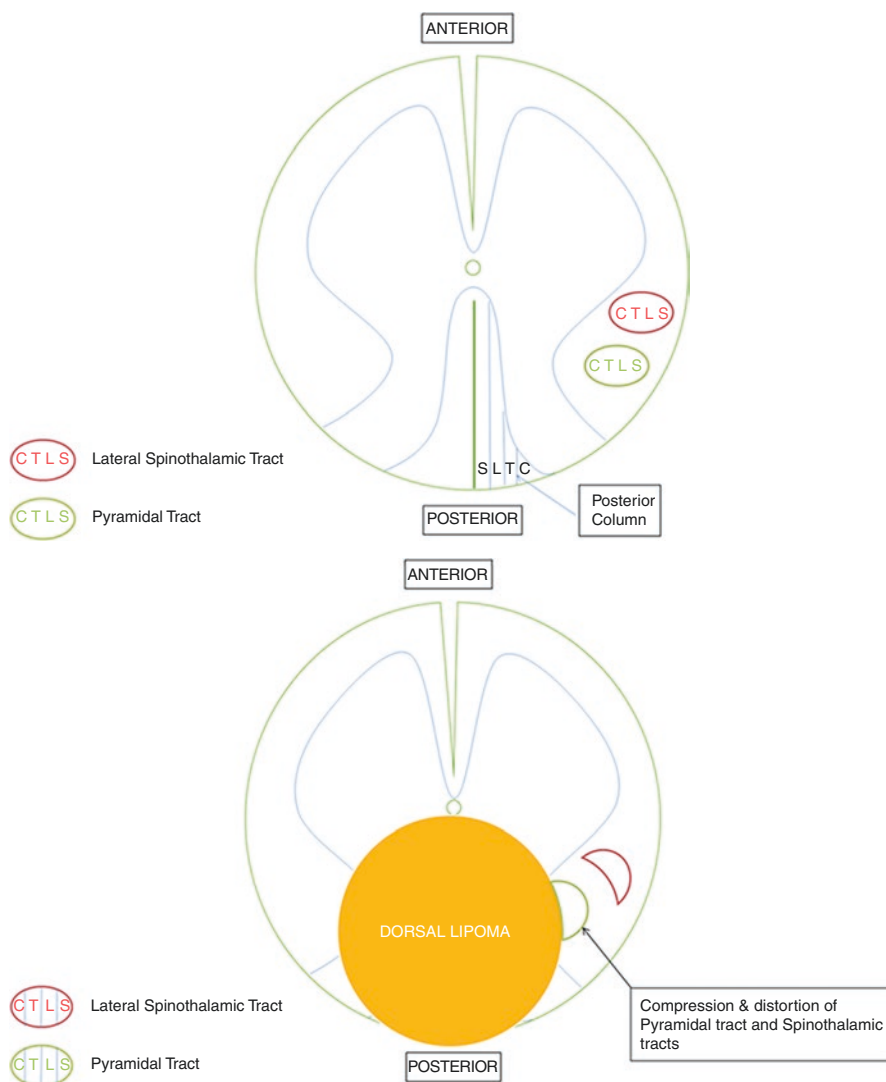 ANTERIOR
C T L S
C T L S
S L T C
C T L S Lateral Spinothalamic Tract
Posterior
Column
C T L S Pyramidal Tract
POSTERIOR
ANTERIOR
DORSAL LIPOMA
C T L S Lateral Spinothalamic Tract
Compression & distortion of
Pyramidal tract and Spinothalamic
tracts
C T L S Pyramidal Tract
POSTERIOR